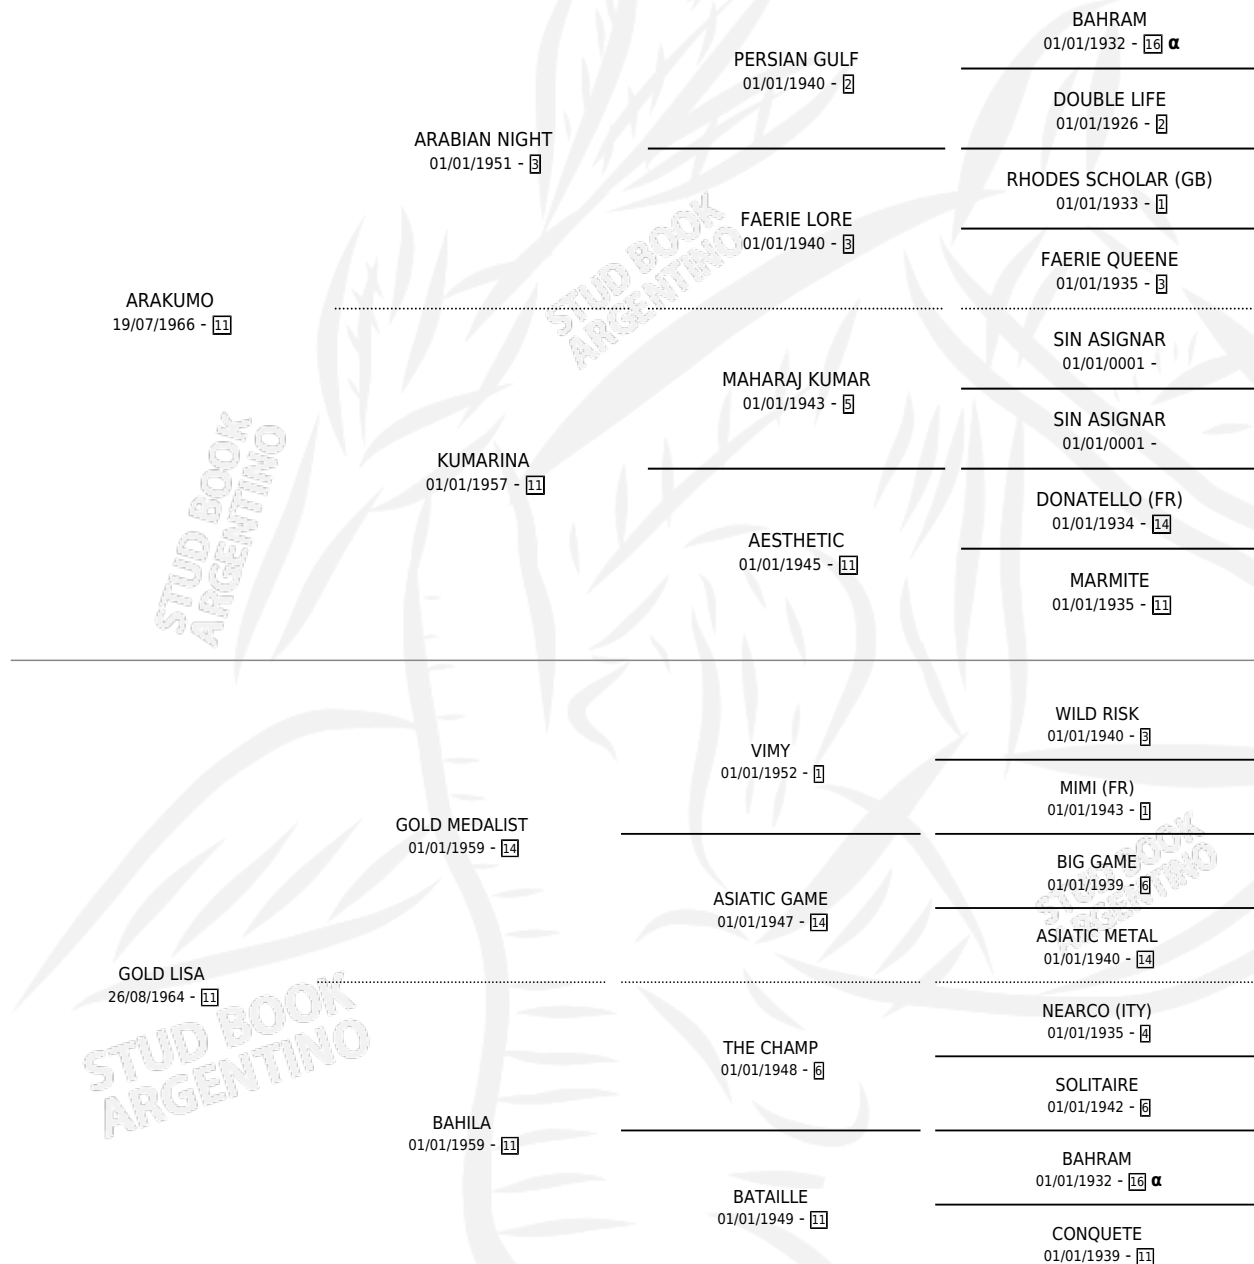 BAHRAM
01/01/1932 - 16 α
PERSIAN GULF
01/01/1940 - 2
DOUBLE LIFE
01/01/1926 - 2
ARABIAN NIGHT
01/01/1951 - 3
RHODES SCHOLAR (GB)
01/01/1933 - 1
FAERIE LORE
01/01/1940 - 3
FAERIE QUEENE
01/01/1935 - 3
ARAKUMO
19/07/1966 - 11
SIN ASIGNAR
01/01/0001 -
MAHARAJ KUMAR
01/01/1943 - 5
SIN ASIGNAR
01/01/0001 -
KUMARINA
01/01/1957 - 11
DONATELLO (FR)
01/01/1934 - 14
AESTHETIC
01/01/1945 - 11
MARMITE
01/01/1935 - 11
WILD RISK
01/01/1940 - 3
VIMY
01/01/1952 - 1
MIMI (FR)
01/01/1943 - 1
GOLD MEDALIST
01/01/1959 - 14
BIG GAME
01/01/1939 - 6
ASIATIC GAME
01/01/1947 - 14
ASIATIC METAL
01/01/1940 - 14
GOLD LISA
26/08/1964 - 11
NEARCO (ITY)
01/01/1935 - 4
THE CHAMP
01/01/1948 - 6
SOLITAIRE
01/01/1942 - 6
BAHILA
01/01/1959 - 11
BAHRAM
01/01/1932 - 16 α
BATAILLE
01/01/1949 - 11
CONQUETE
01/01/1939 - 11
STUD BOOK
ARGENTINO
STUD BOOK
ARGENTINO
STUD BOOK
ARGENTINO
STUD BOOK
ARGENTINO